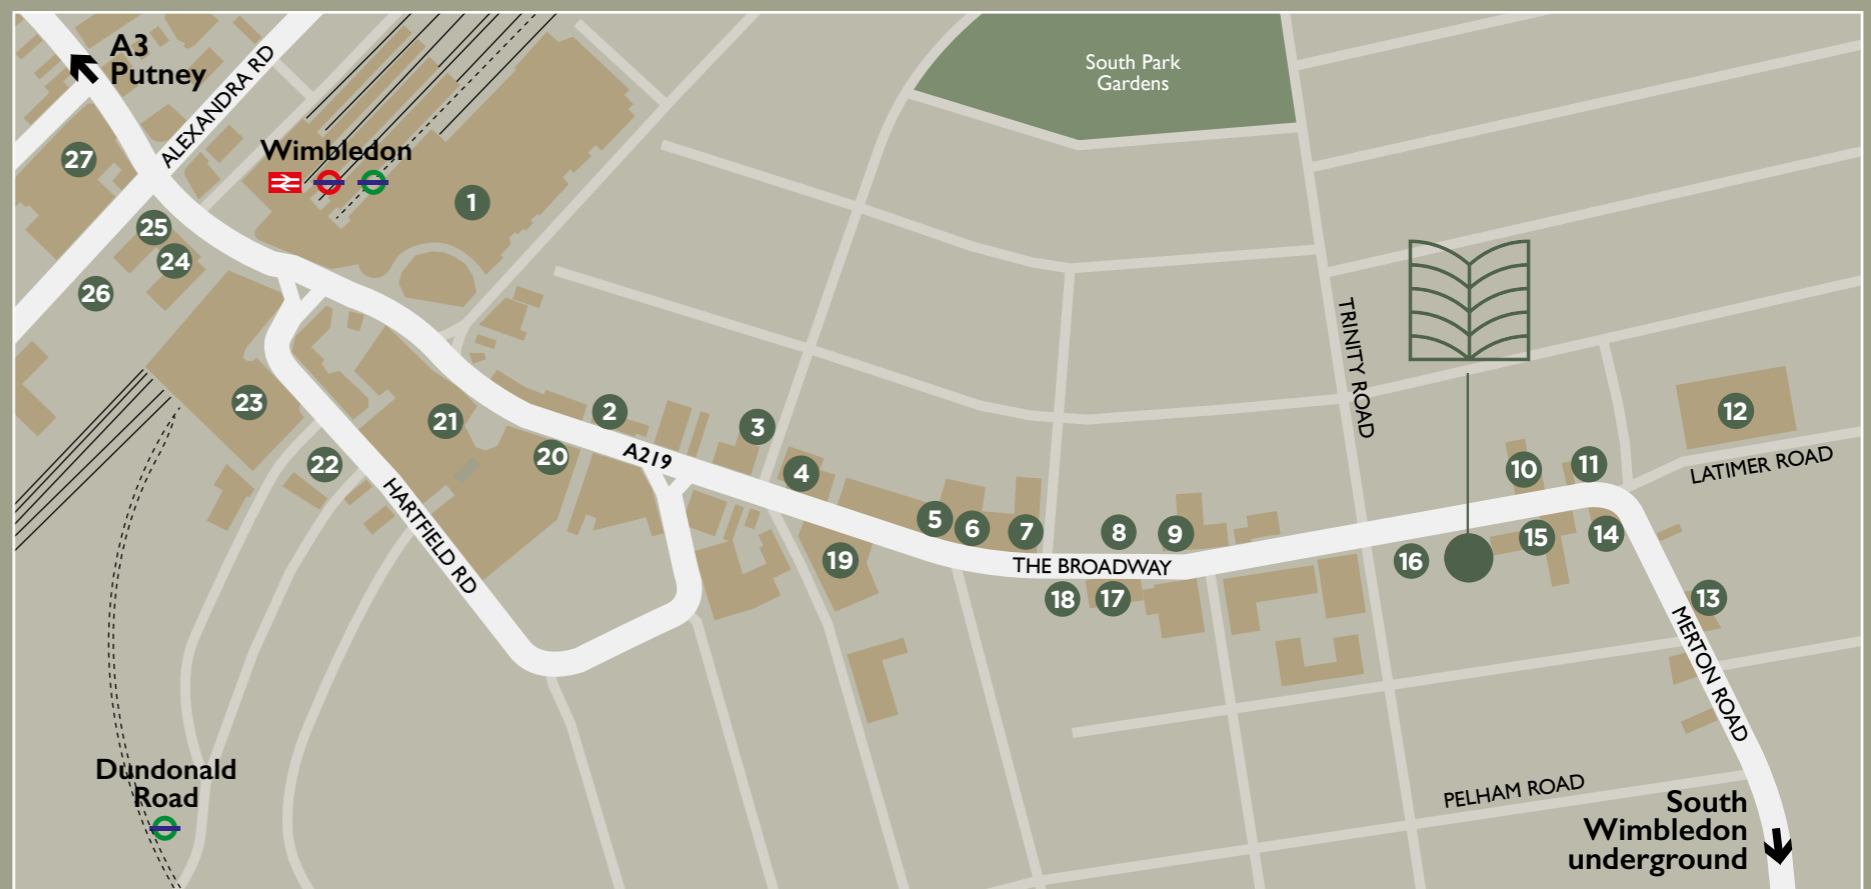 A3
Putney
ALEXANDRA RD
South Park
Gardens
27
Wimbledon
1
25
24
26
TRINITY ROAD
23
21
2
3
12
20
A219
22
4
10
11
LATIMER ROAD
HARTFIELD RD
5
6
7
8
9
15
14
19
THE BROADWAY
16
18
17
13
MERTON ROAD
Dundonald
Road
PELHAM ROAD
South
Wimbledon
underground